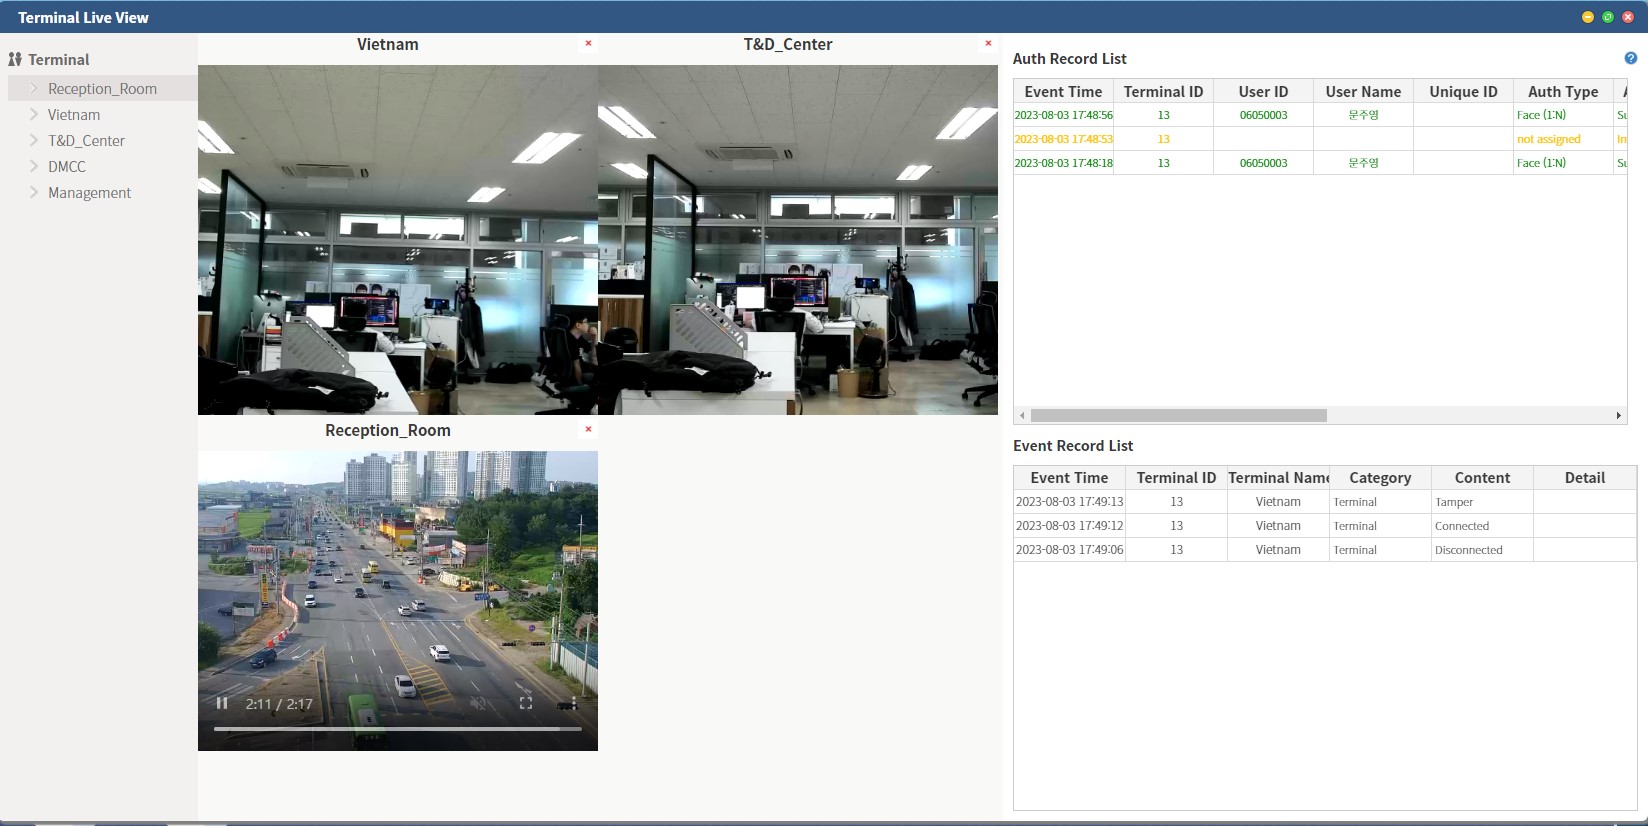 Terminal Live View
Terminal
Reception_Room
Vietnam
T&D_Center
DMCC
Management
Vietnam
T&D_Center
Reception_Room
2:11 / 2:17
Auth Record List
Event Time Terminal ID User ID User Name Unique ID Auth Type
2023-08-03 17:48:56 13 06050003 문주영 Face (1:N) Su
2023-08-03 17:48:53 13 not assigned In
2023-08-03 17:48:18 13 06050003 문주영 Face (1:N) Su
Event Record List
Event Time Terminal ID Terminal Name Category Content Detail
2023-08-03 17:49:13 13 Vietnam Terminal Tamper
2023-08-03 17:49:12 13 Vietnam Terminal Connected
2023-08-03 17:49:06 13 Vietnam Terminal Disconnected